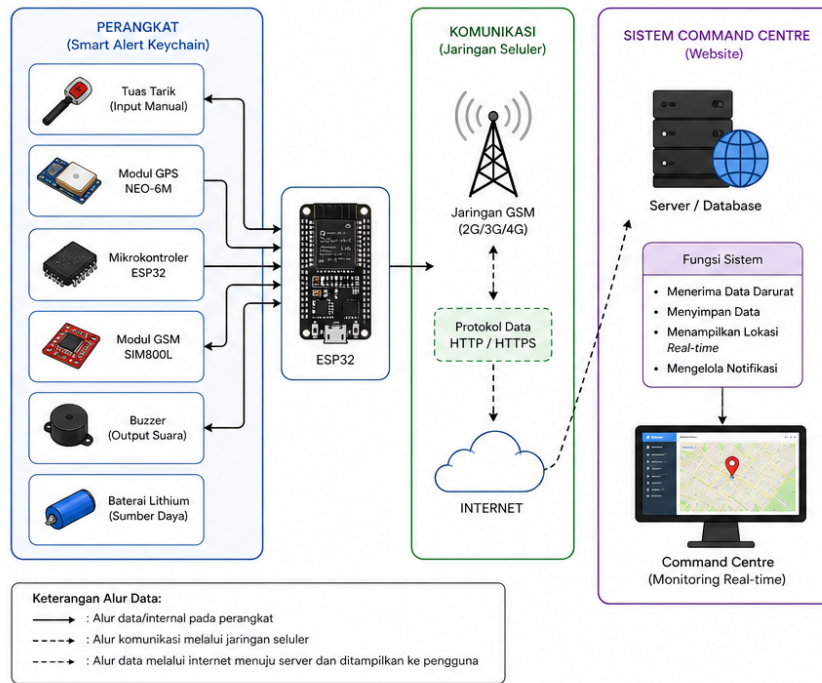 PERANGKAT
(Smart Alert Keychain)
Tuas Tarik
(Input Manual)
Modul GPS
NEO-6M
Mikrokontroler
ESP32
Modul GSM
SIM800L
Buzzer
(Output Suara)
Baterai Lithium
(Sumber Daya)
ESP32
KOMUNIKASI
(Jaringan Seluler)
Jaringan GSM
(2G/3G/4G)
Protokol Data
HTTP / HTTPS
INTERNET
SISTEM COMMAND CENTRE
(Website)
Server / Database
Fungsi Sistem
• Menerima Data Darurat
• Menyimpan Data
• Menampilkan Lokasi
Real-time
• Mengelola Notifikasi
Command Centre
(Monitoring Real-time)
Keterangan Alur Data:
: Alur data/internal pada perangkat
: Alur komunikasi melalui jaringan seluler
: Alur data melalui internet menuju server dan ditampilkan ke pengguna